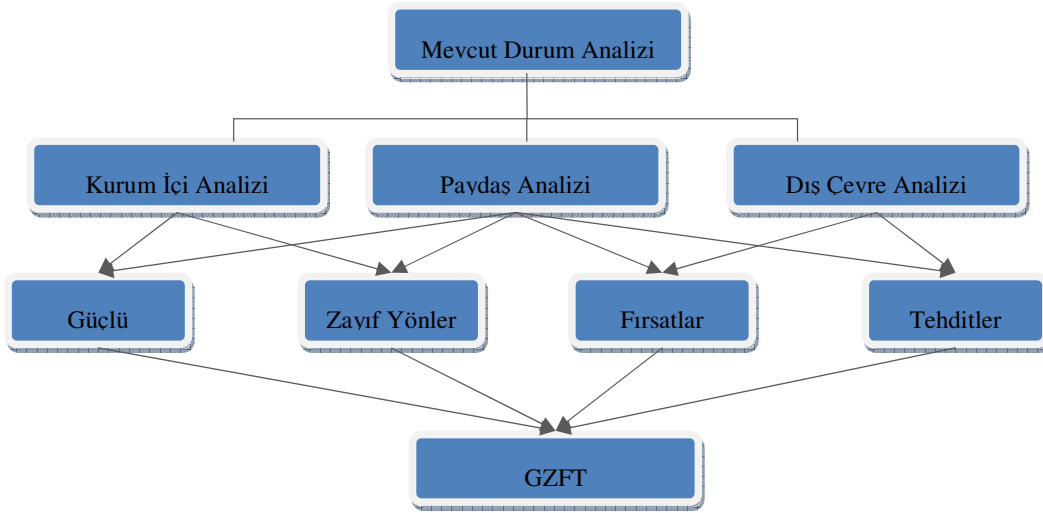 Mevcut Durum Analizi
Kurum İçi Analizi
Paydaş Analizi
Dış Çevre Analizi
Güçlü
Zayıf Yönler
Fırsatlar
Tehditler
GZFT